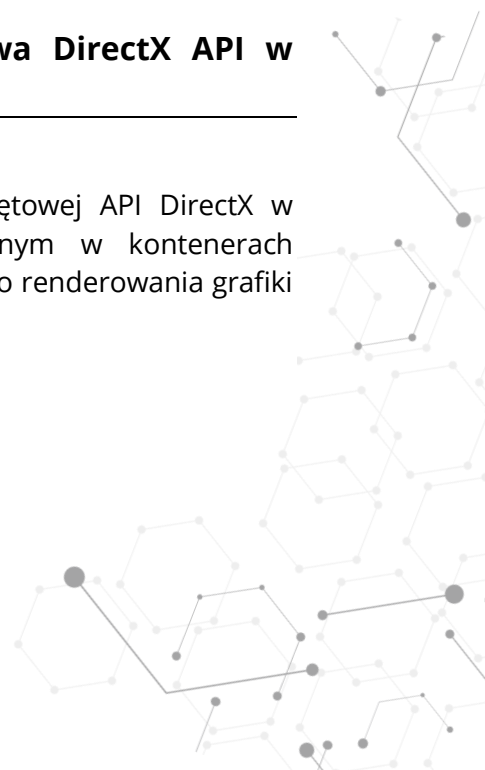 wa DirectX API w
ętowej API DirectX w
nym w kontenerach
o renderowania grafiki